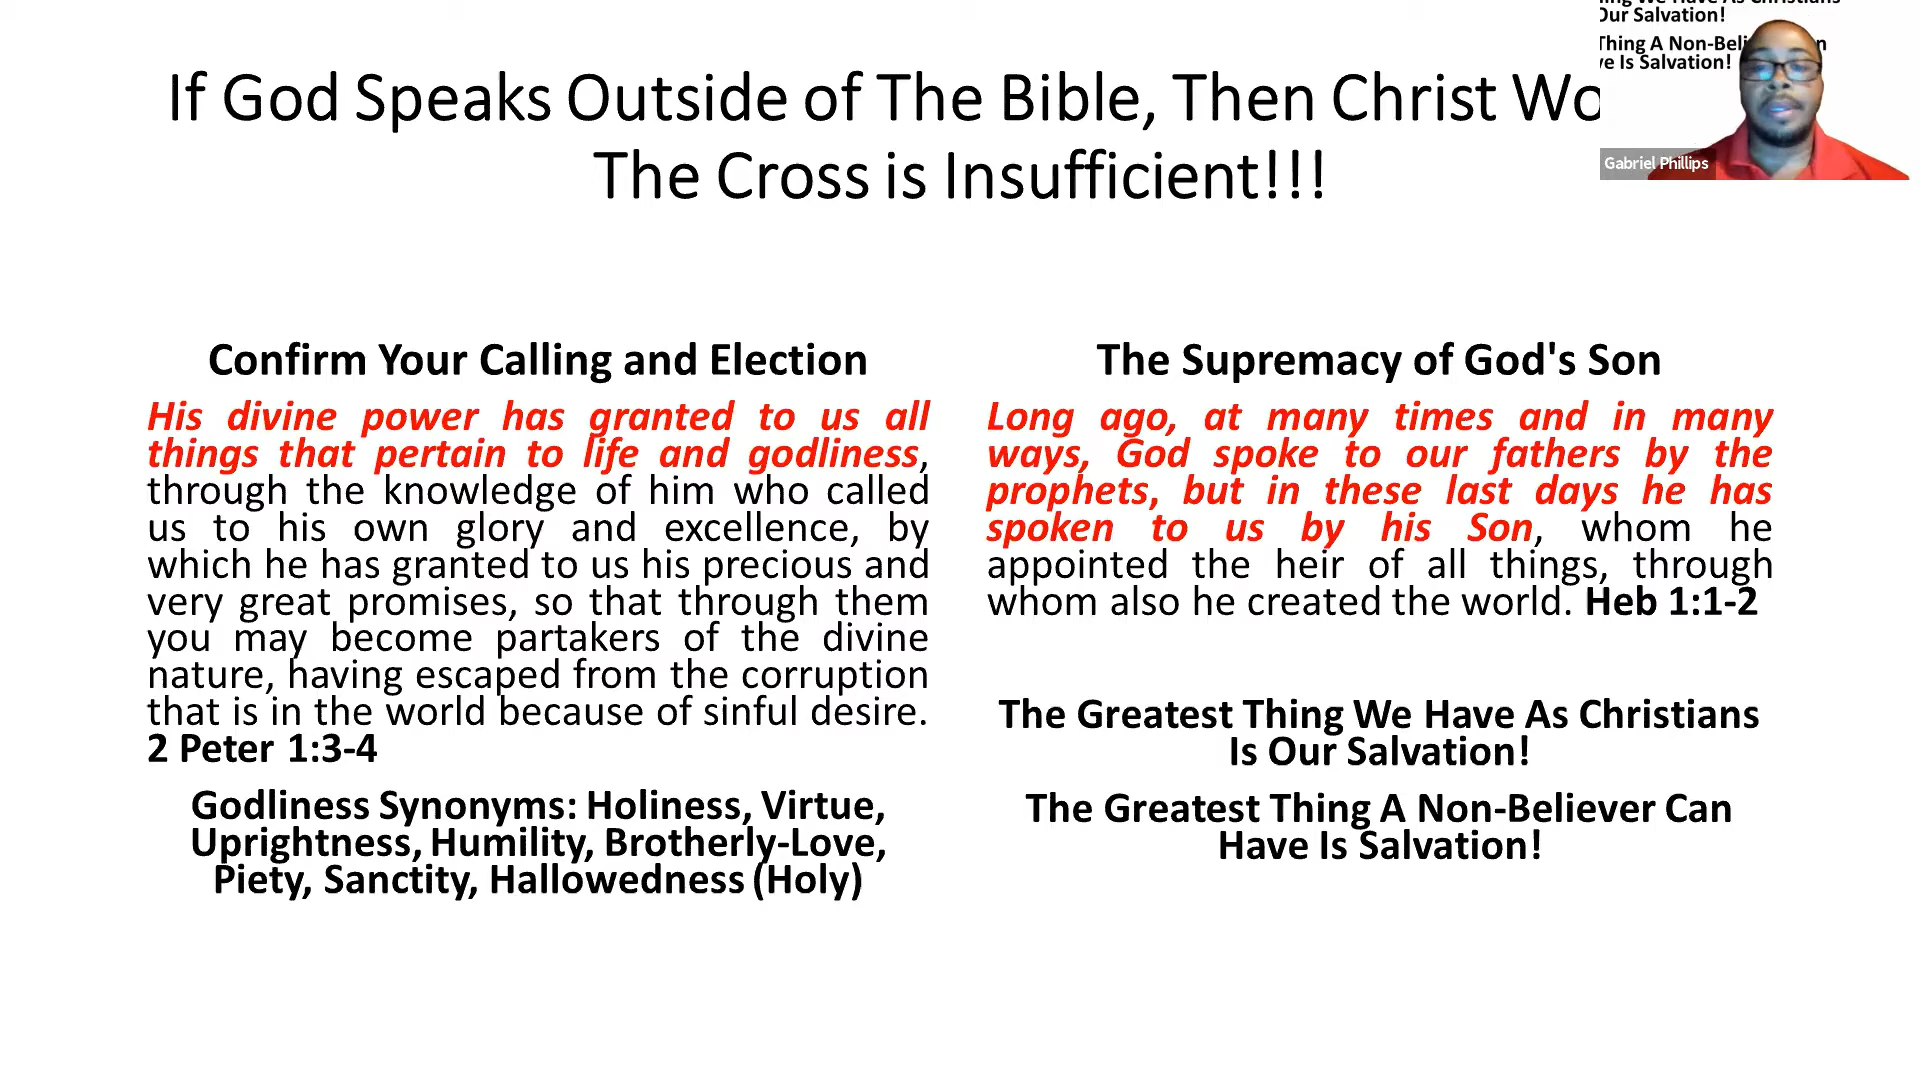 If God Speaks Outside of The Bible, Then Christ Wo
The Cross is Insufficient!!!
Confirm Your Calling and Election
His divine power has granted to us all
things that pertain to life and godliness,
through the knowledge of him who called
us to his own glory and excellence, by
which he has granted to us his precious and
very great promises, so that through them
you may become partakers of the divine
nature, having escaped from the corruption
that is in the world because of sinful desire.
2 Peter 1:3-4
Godliness Synonyms: Holiness, Virtue,
Uprightness, Humility, Brotherly-Love,
Piety, Sanctity, Hallowedness (Holy)
The Supremacy of God's Son
Long ago, at many times and in many
ways, God spoke to our fathers by the
prophets, but in these last days he has
spoken to us by his Son, whom he
appointed the heir of all things, through
whom also he created the world. Heb 1:1-2
The Greatest Thing We Have As Christians
Is Our Salvation!
The Greatest Thing A Non-Believer Can
Have Is Salvation!
We Have As Christians
Our Salvation!
Thing A Non-Beli
ve Is Salvation!
Gabriel Phillips